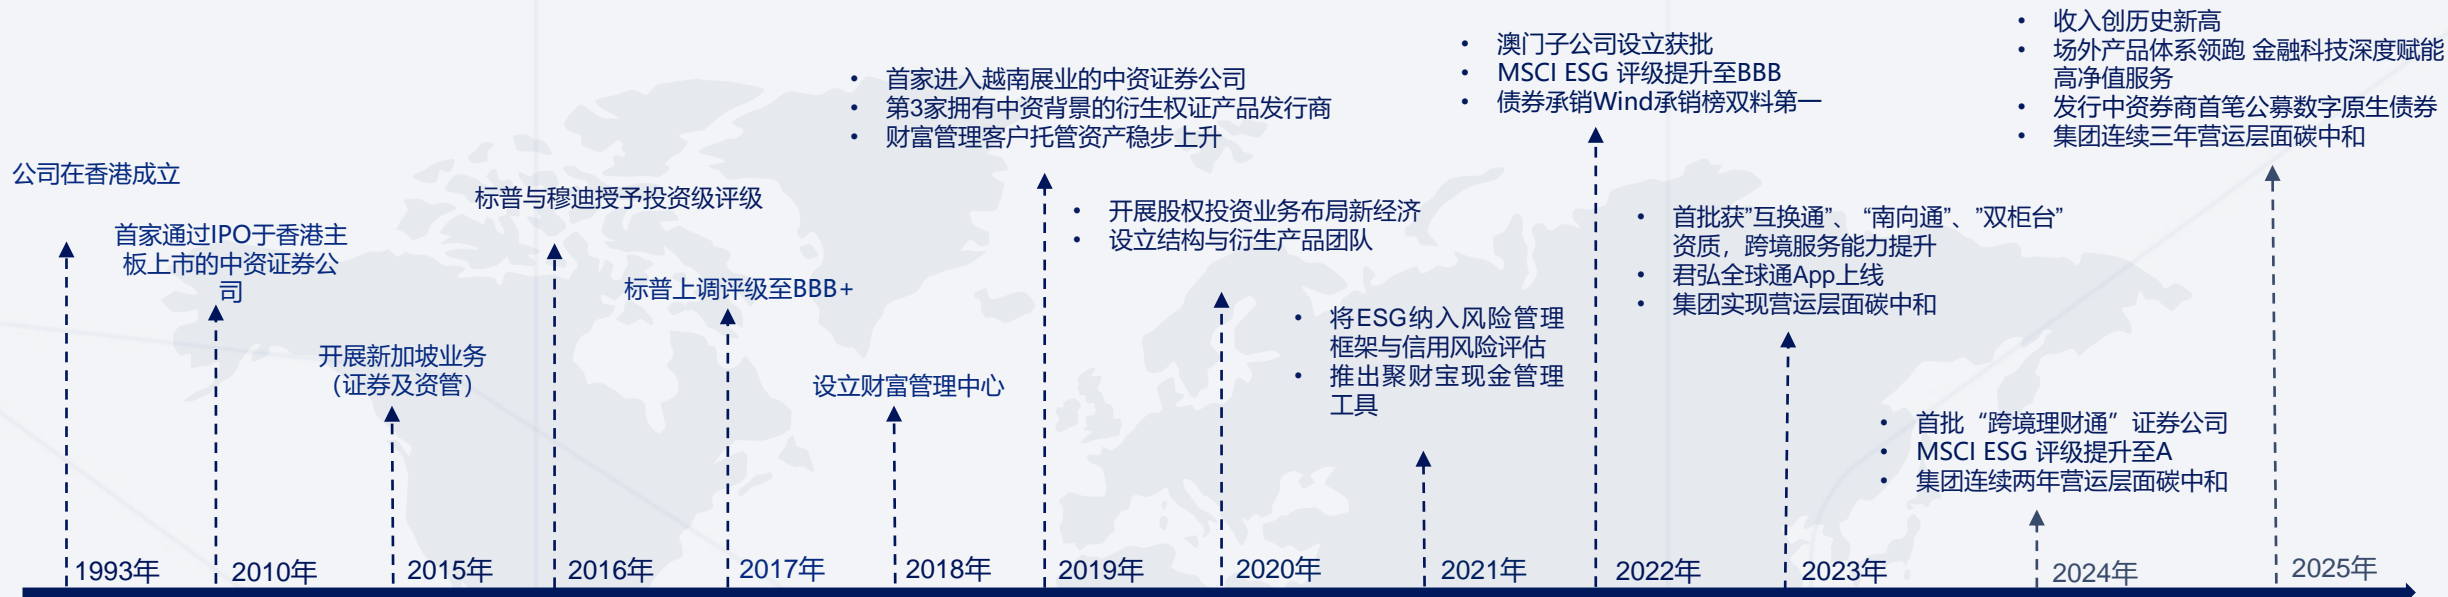 公司在香港成立
1993年
首家通过IPO于香港主
板上市的中资证券公
司
2010年
开展新加坡业务
（证券及资管）
2015年
标普与穆迪授予投资级评级
2016年
标普上调评级至BBB+
2017年
设立财富管理中心
2018年
• 首家进入越南展业的中资证券公司
• 第3家拥有中资背景的衍生权证产品发行商
• 财富管理客户托管资产稳步上升
2019年
• 开展股权投资业务布局新经济
• 设立结构与衍生产品团队
2020年
• 将ESG纳入风险管理
框架与信用风险评估
• 推出聚财宝现金管理
工具
2021年
• 澳门子公司设立获批
• MSCI ESG 评级提升至BBB
• 债券承销Wind承销榜双料第一
2022年
• 首批获”互换通”、“南向通”、”双柜台”
资质，跨境服务能力提升
• 君弘全球通App上线
• 集团实现营运层面碳中和
2023年
• 首批“跨境理财通”证券公司
• MSCI ESG 评级提升至A
• 集团连续两年营运层面碳中和
2024年
• 收入创历史新高
• 场外产品体系领跑 金融科技深度赋能
高净值服务
• 发行中资券商首笔公募数字原生债券
• 集团连续三年营运层面碳中和
2025年